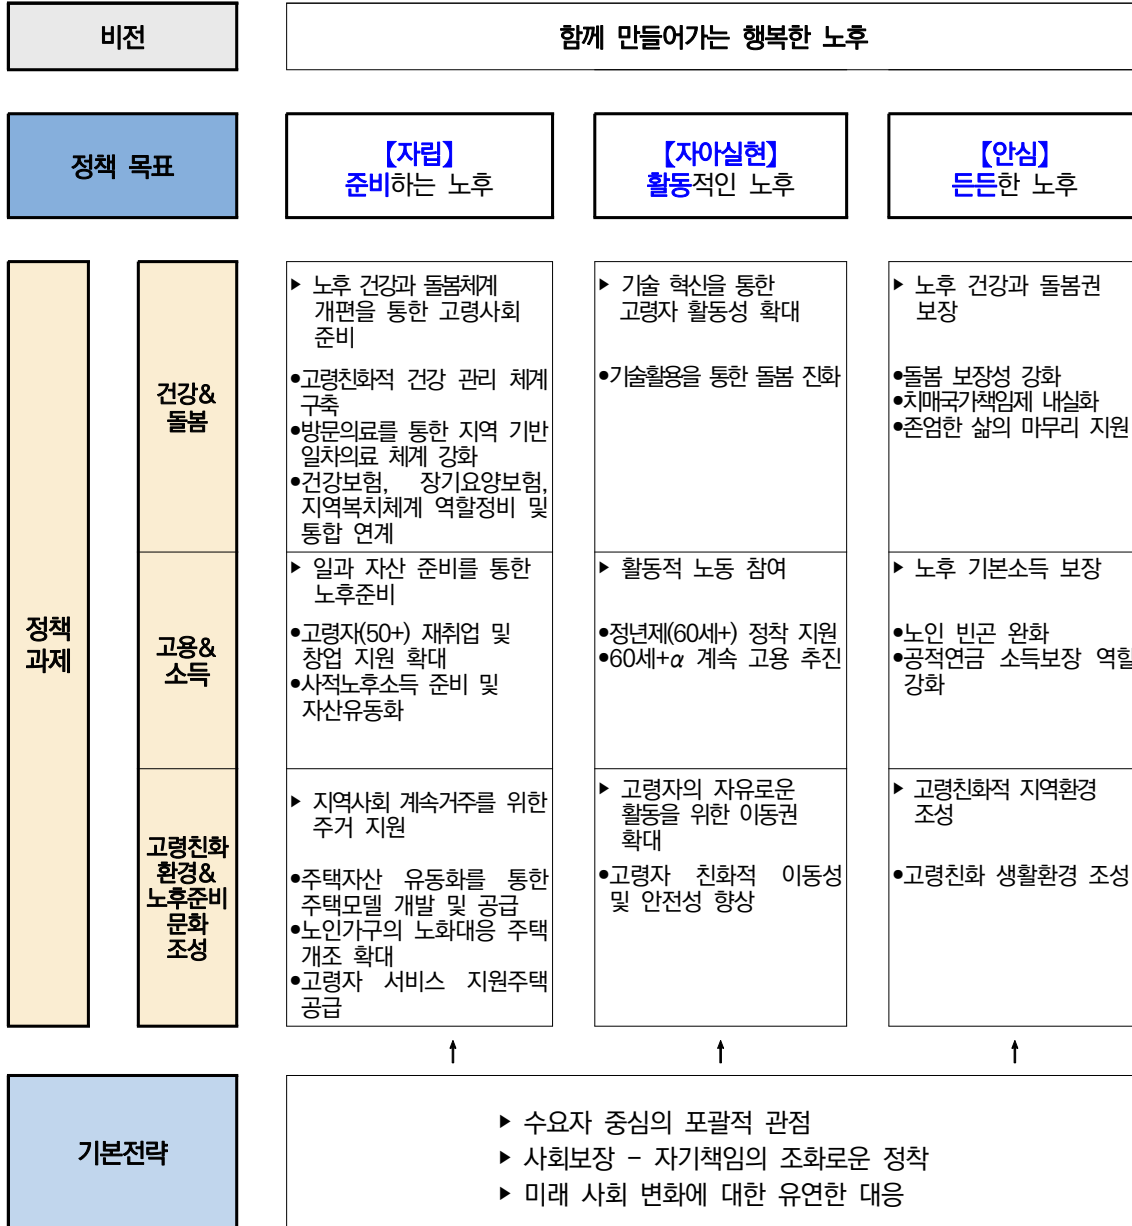 비전
함께 만들어가는 행복한 노후
정책 목표
【자립】
준비하는 노후
【자아실현】
활동적인 노후
【안심】
든든한 노후
정책
과제
건강&
돌봄
▶ 노후 건강과 돌봄체계
개편을 통한 고령사회
준비
●고령친화적 건강 관리 체계
구축
●방문의료를 통한 지역 기반
일차의료 체계 강화
●건강보험, 장기요양보험,
지역복치체계 역할정비 및
통합 연계
▶ 기술 혁신을 통한
고령자 활동성 확대
●기술활용을 통한 돌봄 진화
▶ 노후 건강과 돌봄권
보장
●돌봄 보장성 강화
●치매국가책임제 내실화
●존엄한 삶의 마무리 지원
고용&
소득
▶ 일과 자산 준비를 통한
노후준비
●고령자(50+) 재취업 및
창업 지원 확대
●사적노후소득 준비 및
자산유동화
▶ 활동적 노동 참여
●정년제(60세+) 정착 지원
●60세+α 계속 고용 추진
▶ 노후 기본소득 보장
●노인 빈곤 완화
●공적연금 소득보장 역할
강화
고령친화
환경&
노후준비
문화
조성
▶ 지역사회 계속거주를 위한
주거 지원
●주택자산 유동화를 통한
주택모델 개발 및 공급
●노인가구의 노화대응 주택
개조 확대
●고령자 서비스 지원주택
공급
▶ 고령자의 자유로운
활동을 위한 이동권
확대
●고령자 친화적 이동성
및 안전성 향상
▶ 고령친화적 지역환경
조성
●고령친화 생활환경 조성
기본전략
▶ 수요자 중심의 포괄적 관점
▶ 사회보장 - 자기책임의 조화로운 정착
▶ 미래 사회 변화에 대한 유연한 대응